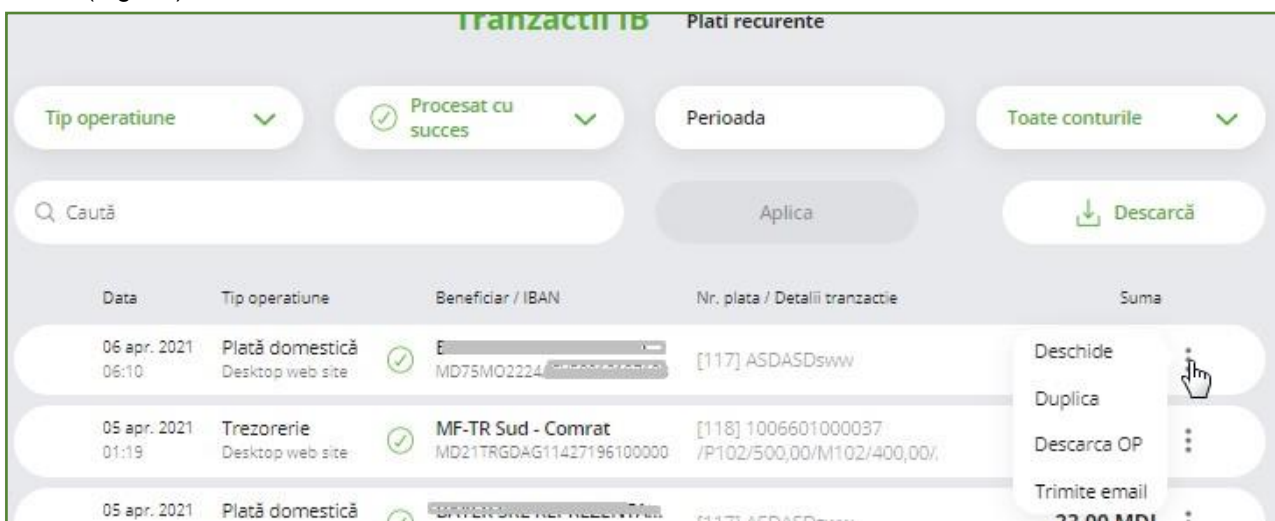 Tranzactii IB Plati recurente
Tip operatiune
Procesat cu
succes
Perioada
Toate conturile
Caută
Aplica
Descarcă
Data Tip operatiune Beneficiar / IBAN Nr. plata / Detalii tranzactie Suma
06 apr. 2021 Plată domestică
06:10 Desktop web site MD75MO2224
[117] ASDASDsww
Deschide
Duplica
Descarca OP
Trimite email
05 apr. 2021 Trezorerie MF-TR Sud - Comrat [118] 1006601000037
01:19 Desktop web site MD21TRGDAG11427196100000 /P102/500,00/M102/400,00/.
05 apr. 2021 Plată domestică